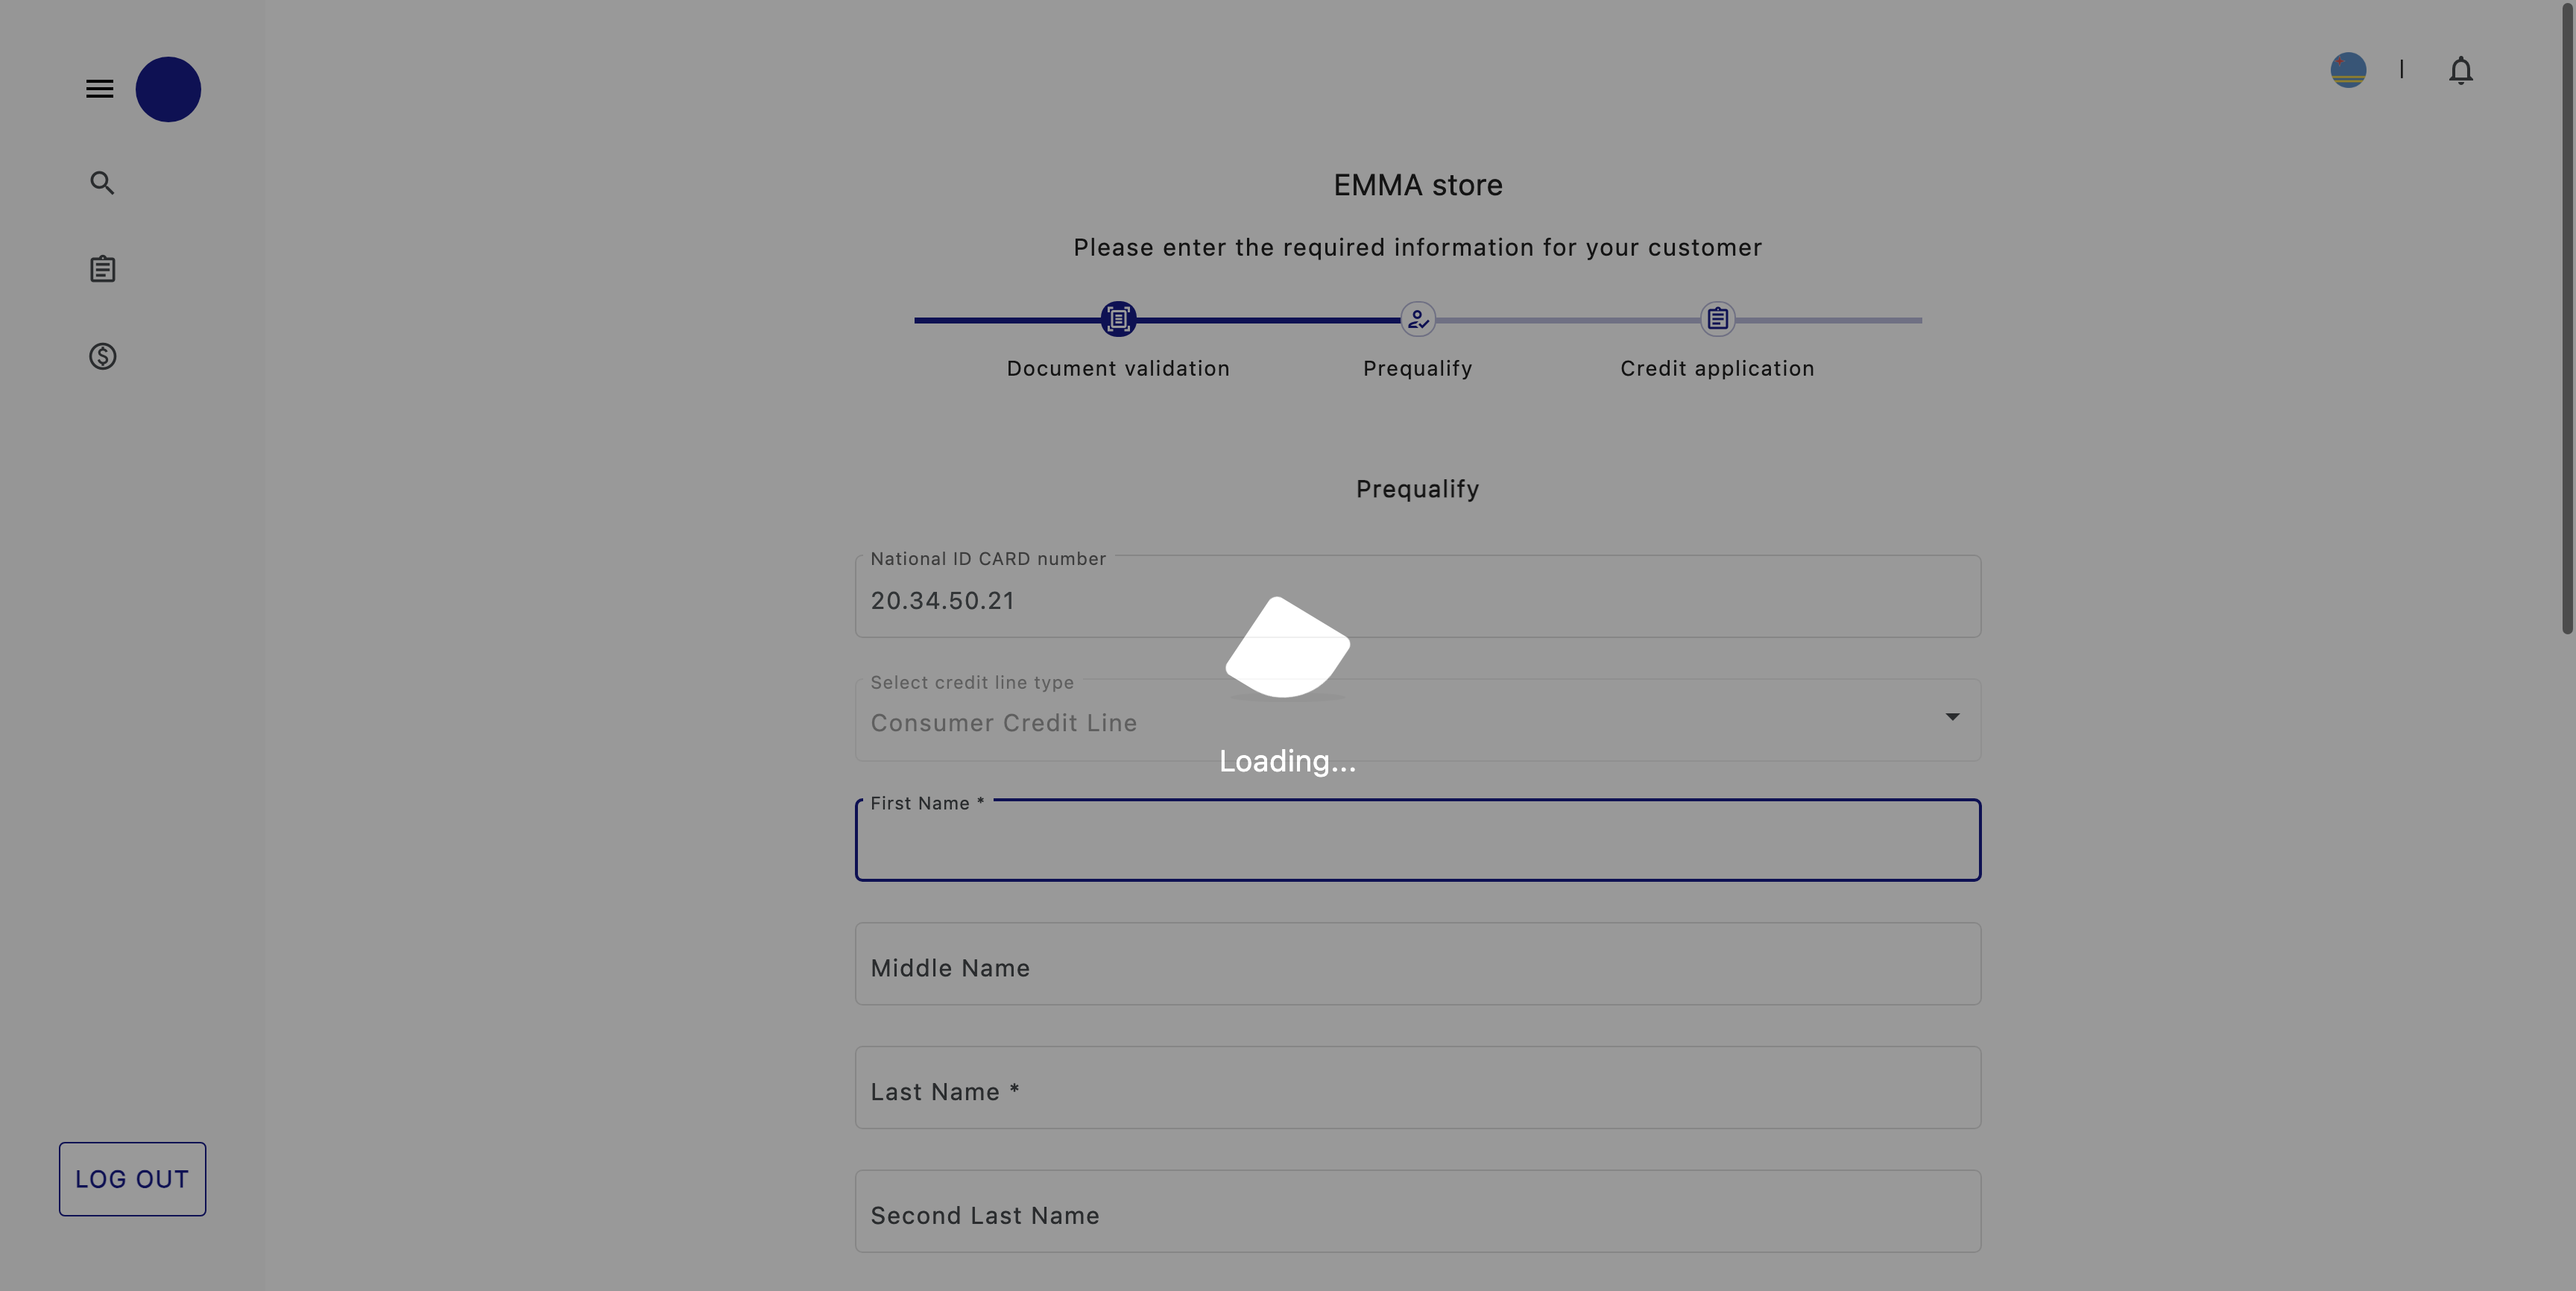 EMMA store
Please enter the required information for your customer
Document validation
Prequalify
Credit application
Prequalify
National ID CARD number
20.34.50.21
Select credit line type
Consumer Credit Line
Loading...
First Name *
Middle Name
Last Name *
Second Last Name
LOG OUT